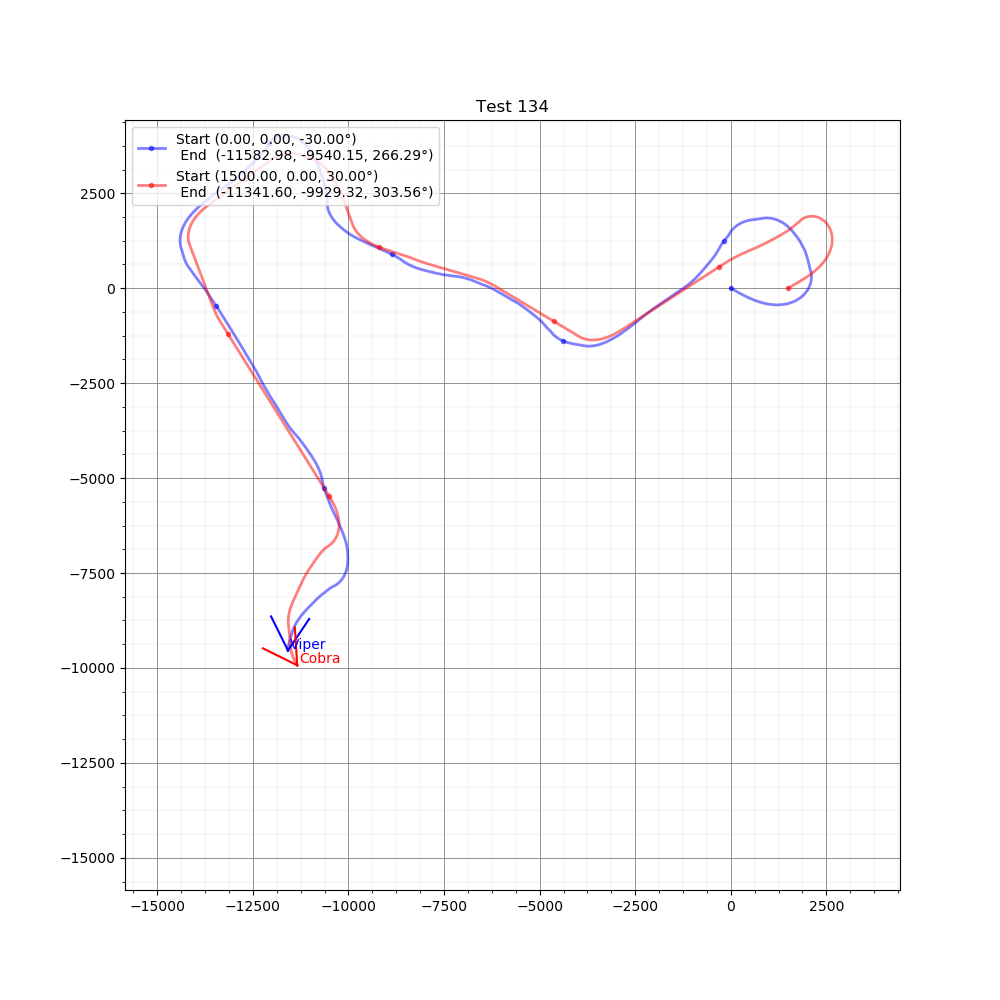 Test 134
Start (0.00, 0.00, -30.00°)
End  (-11582.98, -9540.15, 266.29°)
Start (1500.00, 0.00, 30.00°)
End  (-11341.60, -9929.32, 303.56°)
2500
0
−2500
−5000
−7500
−10000
−12500
−15000
Viper
Cobra
−15000 −12500 −10000 −7500 −5000 −2500 0 2500